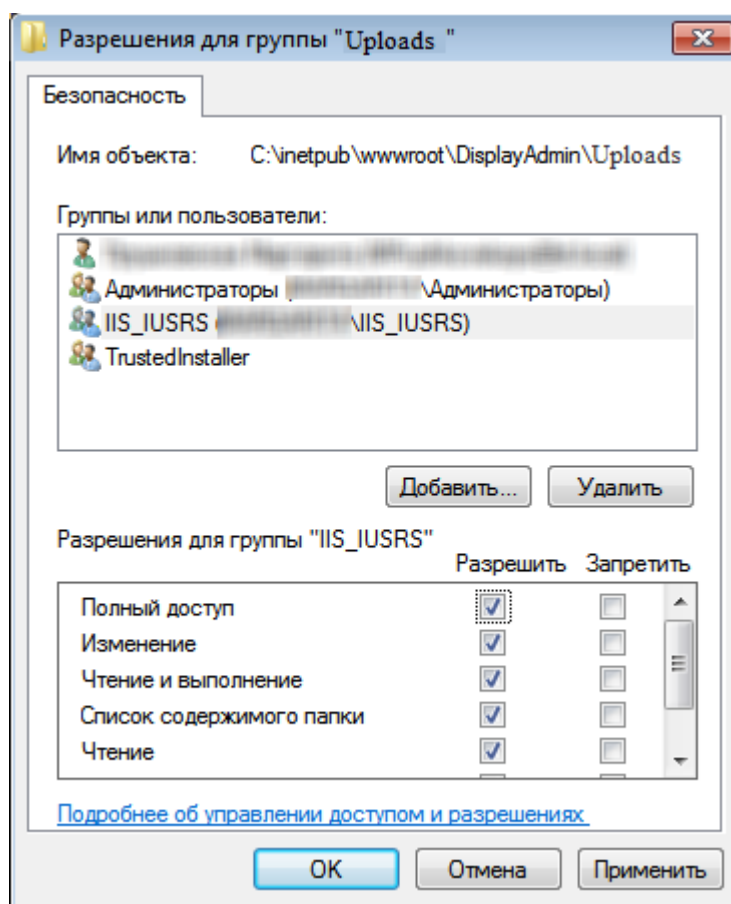 Разрешения для группы "Uploads "
Безопасность
Имя объекта: C:\inetpub\wwwroot\DisplayAdmin\Uploads
Группы или пользователи:
Администраторы ( \Администраторы)
IIS_IUSRS ( \IIS_IUSRS)
TrustedInstaller
Добавить... Удалить
Разрешения для группы "IIS_IUSRS"
Разрешить Запретить
Полный доступ
Изменение
Чтение и выполнение
Список содержимого папки
Чтение
Подробнее об управлении доступом и разрешениях
OK Отмена Применить